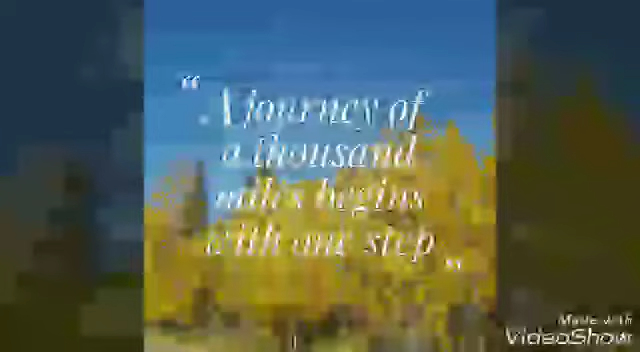 “ A journey of
a thousand
miles begins
with one step „
Made with
VideoShow